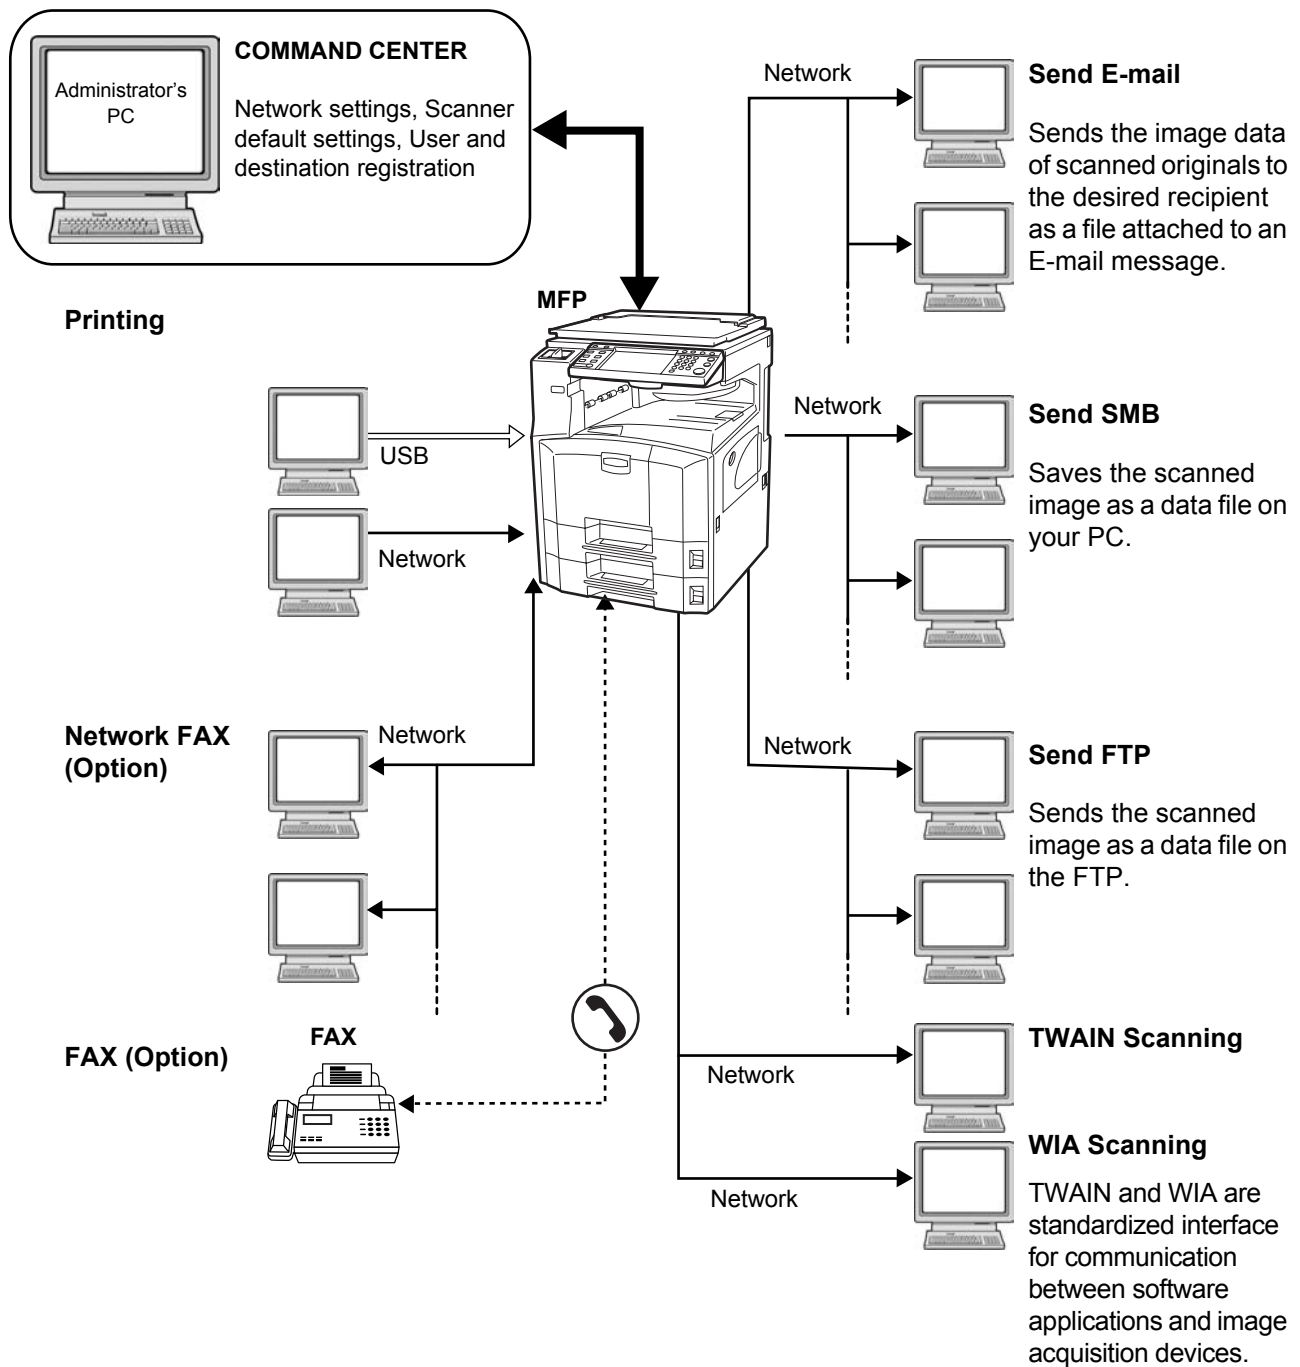 COMMAND CENTER
Administrator's
PC
Network settings, Scanner
default settings, User and
destination registration
Network
Send E-mail
Sends the image data
of scanned originals to
the desired recipient
as a file attached to an
E-mail message.
MFP
Printing
USB
Network
Network
Send SMB
Saves the scanned
image as a data file on
your PC.
Network FAX
(Option)
Network
Network
Send FTP
Sends the scanned
image as a data file on
the FTP.
FAX (Option)
FAX
Network
TWAIN Scanning
Network
WIA Scanning
TWAIN and WIA are
standardized interface
for communication
between software
applications and image
acquisition devices.